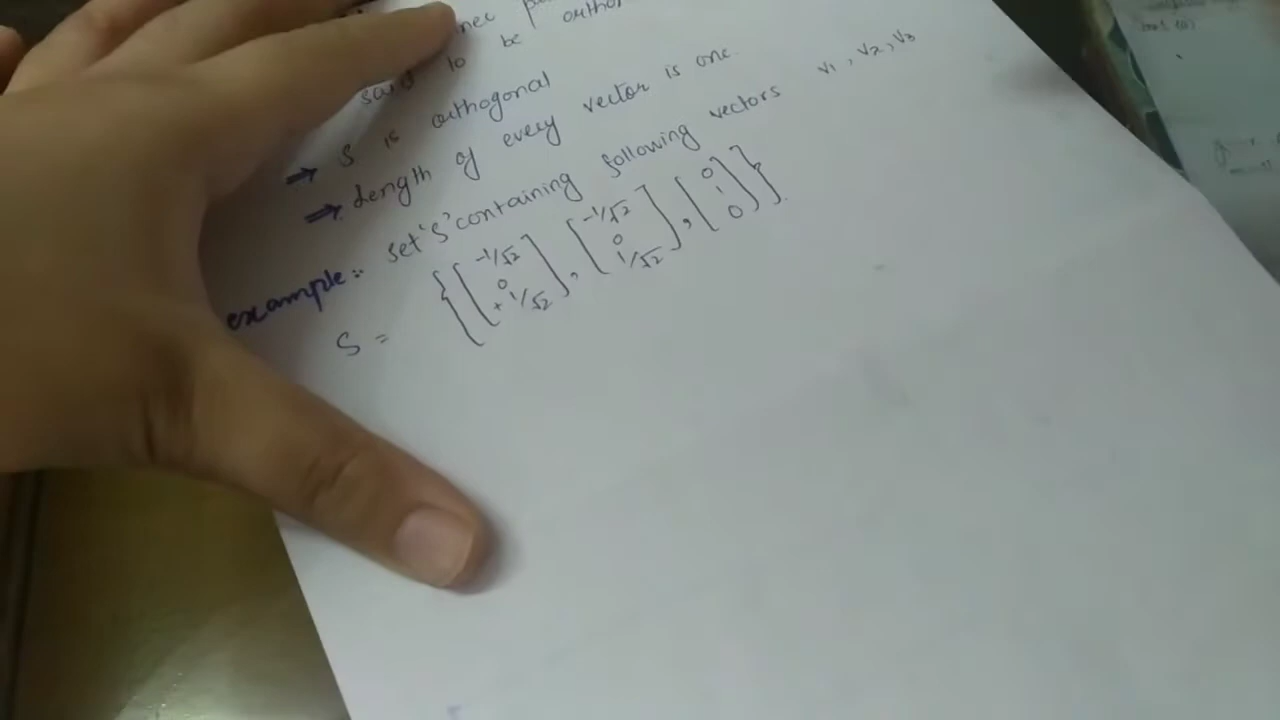 said to be
⇒ S is orthogonal
⇒ Length of every vector is one.
example:. set 'S' containing following vectors v1, v2, v3
S = {[-1/√2 0 +1/√2], [-1/√2 0 1/√2], [0 1 0]}.